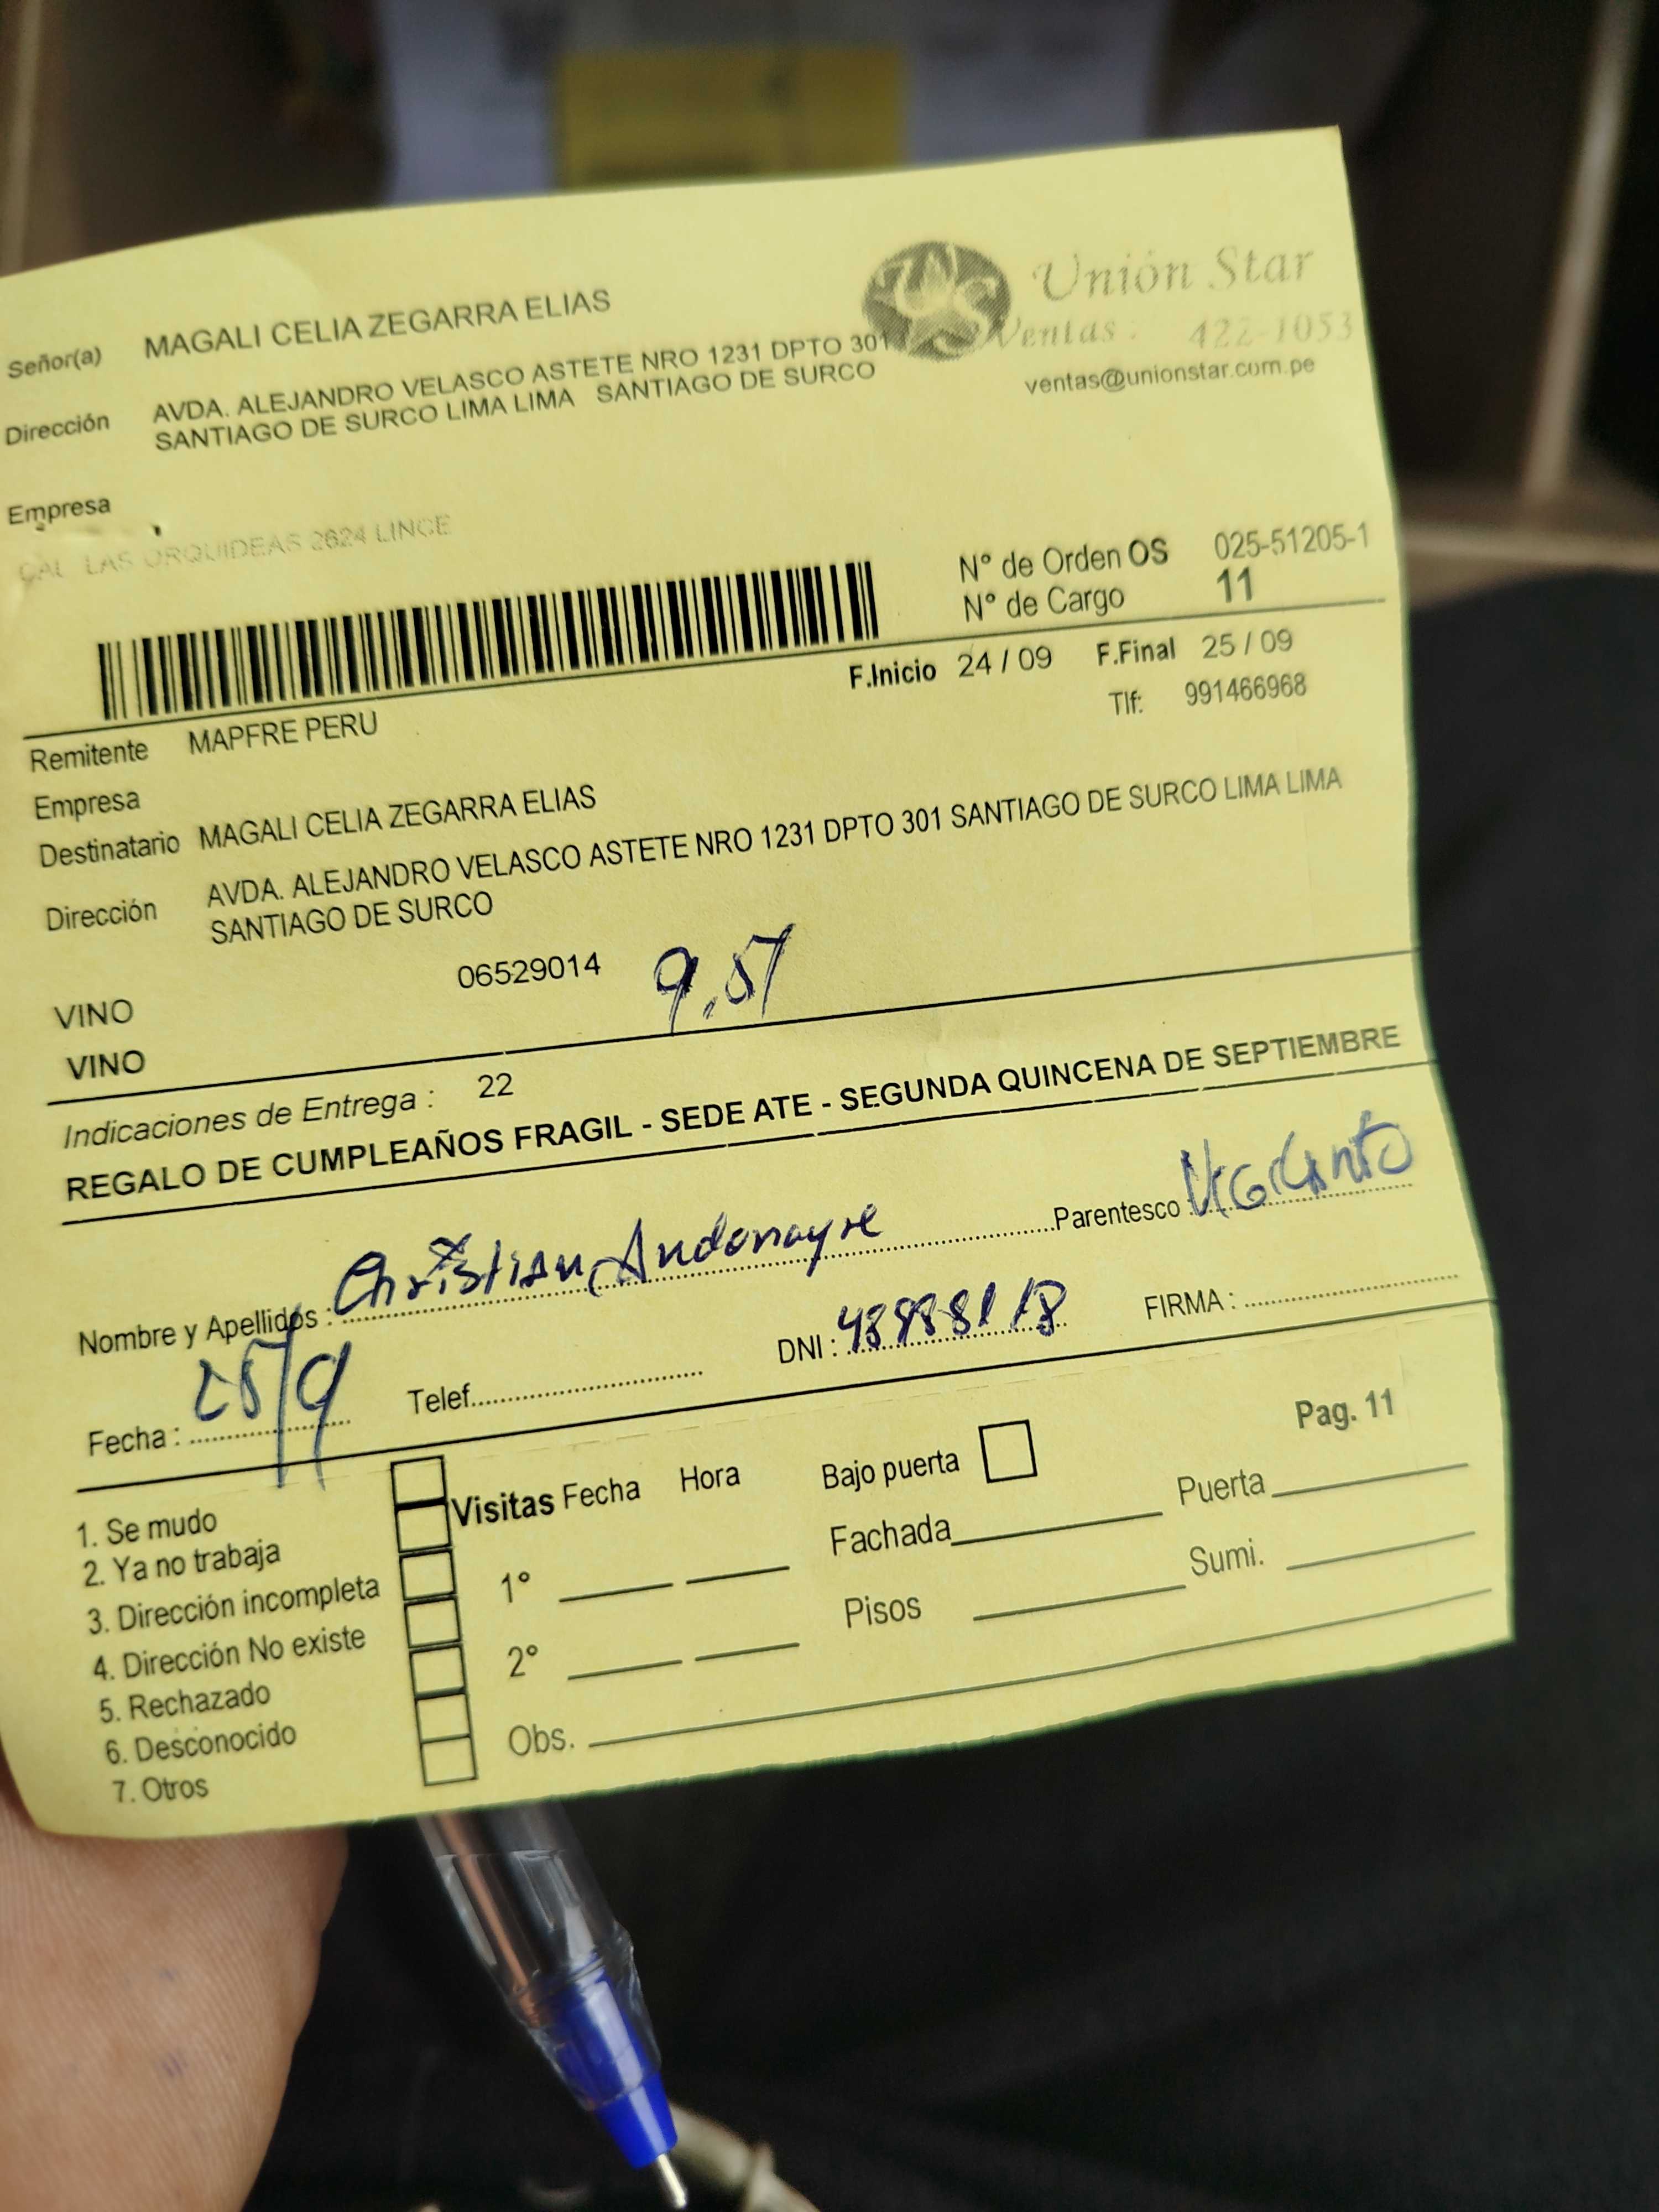 Unión Star
Señor(a) MAGALI CELIA ZEGARRA ELIAS
Ventas: 422-1053
Dirección AVDA. ALEJANDRO VELASCO ASTETE NRO 1231 DPTO 301
SANTIAGO DE SURCO LIMA LIMA SANTIAGO DE SURCO
ventas@unionstar.com.pe
Empresa
CAL LAS ORQUIDEAS 2624 LINCE
N° de Orden OS 025-51205-1
N° de Cargo 11
F.Inicio 24 / 09 F.Final 25 / 09
Remitente MAPFRE PERU Tlf: 991466968
Empresa
Destinatario MAGALI CELIA ZEGARRA ELIAS
Dirección AVDA. ALEJANDRO VELASCO ASTETE NRO 1231 DPTO 301 SANTIAGO DE SURCO LIMA LIMA
SANTIAGO DE SURCO
06529014 9.51
VINO
VINO
Indicaciones de Entrega : 22
REGALO DE CUMPLEAÑOS FRAGIL - SEDE ATE - SEGUNDA QUINCENA DE SEPTIEMBRE
Nombre y Apellidos : Christian Andonayre Parentesco :
Fecha : 25/9 Telef. DNI : FIRMA :
Pag. 11
Visitas Fecha Hora Bajo puerta
1. Se mudo
2. Ya no trabaja
3. Dirección incompleta
4. Dirección No existe
5. Rechazado
6. Desconocido
7. Otros
Fachada Puerta
1°
Pisos Sumi.
2°
Obs.